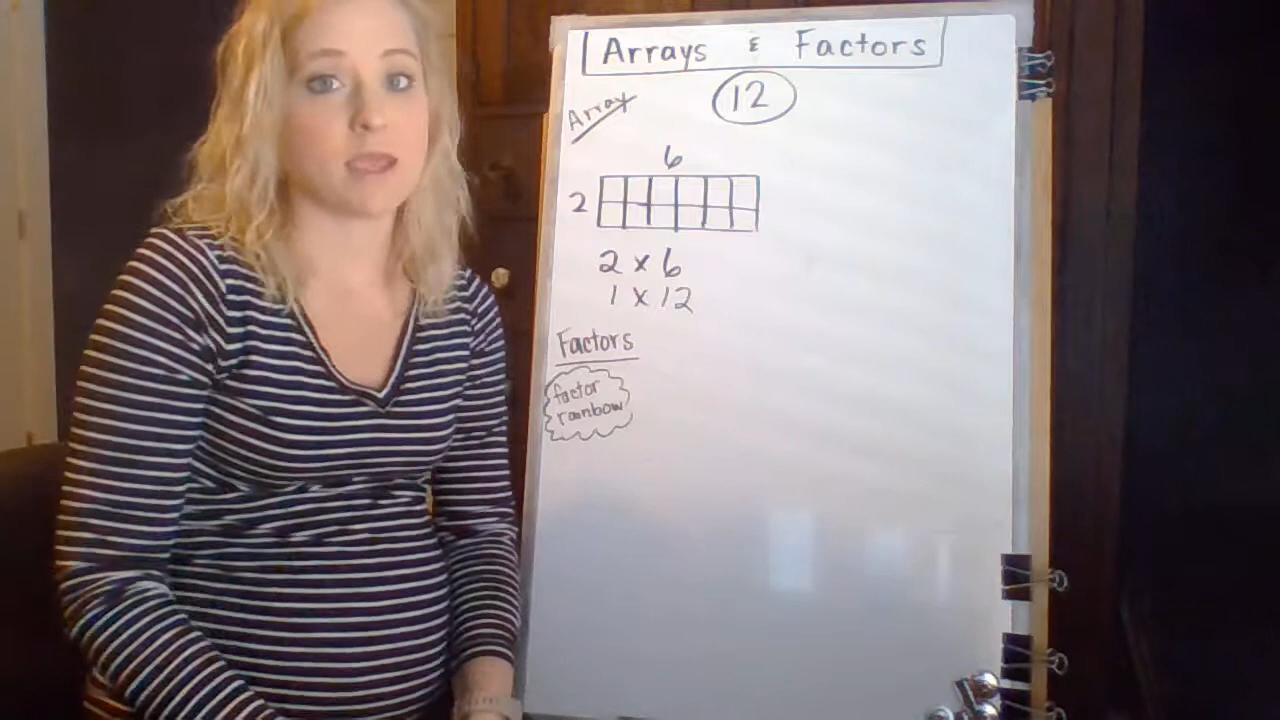 Arrays & Factors
12
Array
6
2
2 x 6
1 x 12
Factors
factor
rainbow